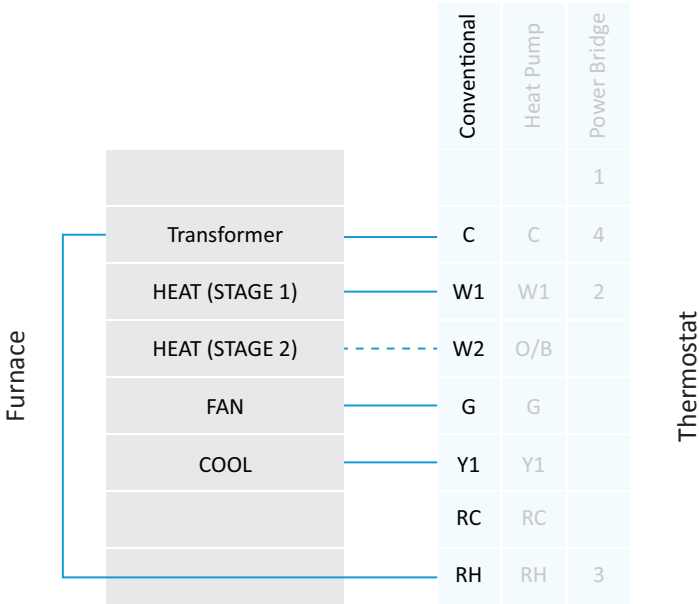 Conventional
Heat Pump
Power Bridge
1
Transformer C C 4
HEAT (STAGE 1) W1 W1 2
HEAT (STAGE 2) W2 O/B
FAN G G
COOL Y1 Y1
RC RC
RH RH 3
Furnace
Thermostat